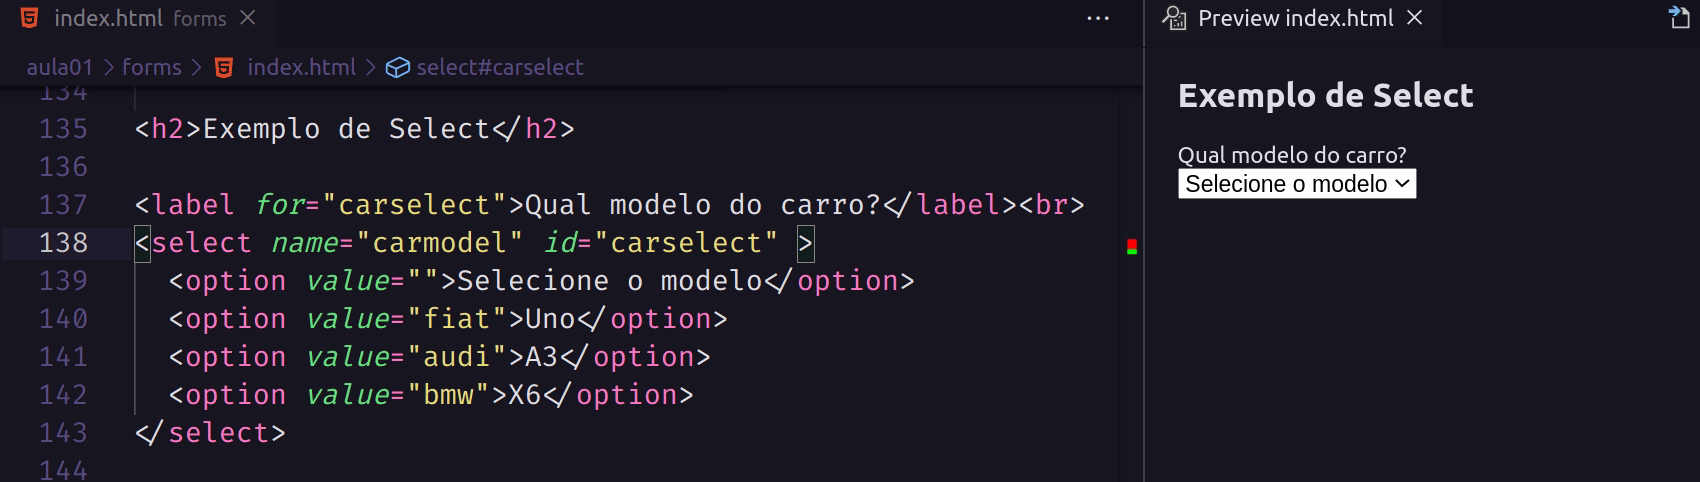 index.html forms
Preview index.html
aula01 > forms > index.html > select#carselect
134
135 <h2>Exemplo de Select</h2>
136
137 <label for="carselect">Qual modelo do carro?</label><br>
138 <select name="carmodel" id="carselect" >
139 <option value="">Selecione o modelo</option>
140 <option value="fiat">Uno</option>
141 <option value="audi">A3</option>
142 <option value="bmw">X6</option>
143 </select>
144
Exemplo de Select
Qual modelo do carro?
Selecione o modelo